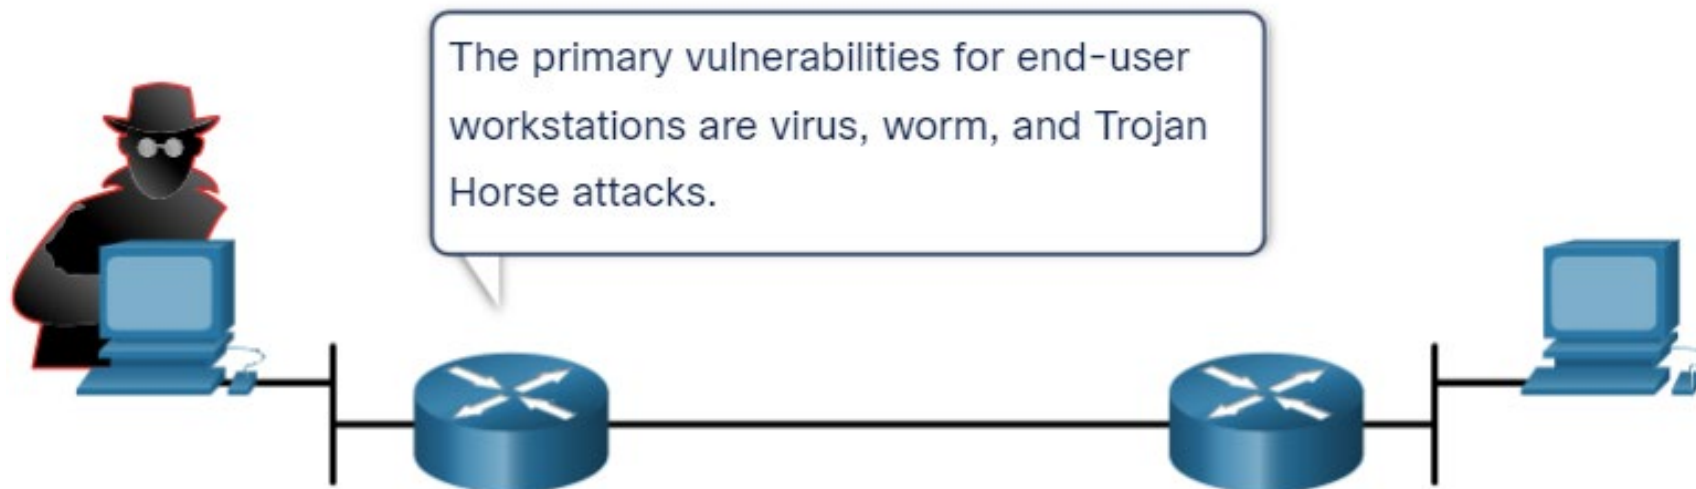 The primary vulnerabilities for end-user
workstations are virus, worm, and Trojan
Horse attacks.